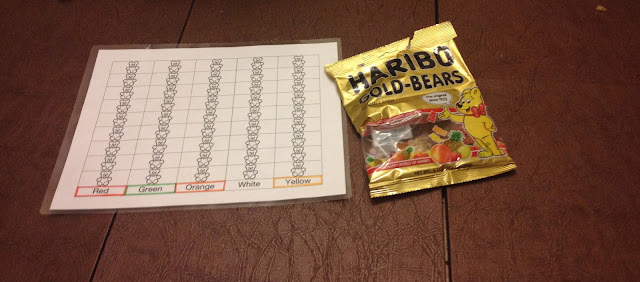 Red Green Orange White Yellow
HARIBO
GOLD-BEARS